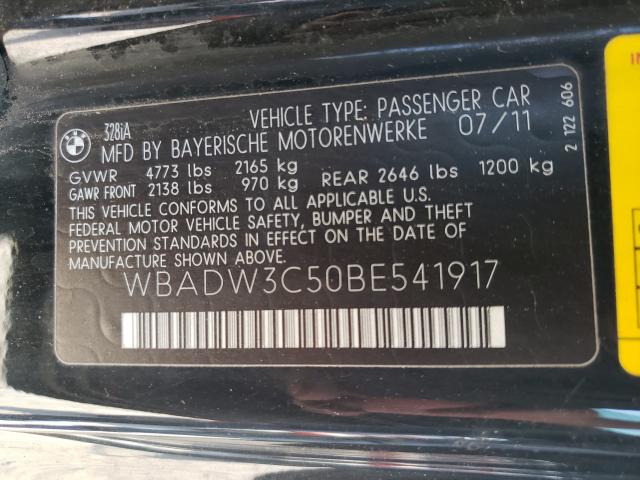 BMW
328iA
VEHICLE TYPE: PASSENGER CAR
MFD BY BAYERISCHE MOTORENWERKE 07/11
GVWR 4773 lbs 2165 kg
GAWR FRONT 2138 lbs 970 kg REAR 2646 lbs 1200 kg
THIS VEHICLE CONFORMS TO ALL APPLICABLE U.S.
FEDERAL MOTOR VEHICLE SAFETY, BUMPER AND THEFT
STANDARDS IN EFFECT ON THE DATE OF
MANUFACTURE SHOWN ABOVE.
WBADW3C50BE541917
2 122 606